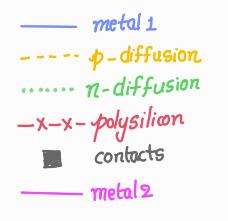 metal 1
p-diffusion
n-diffusion
polysilicon
contacts
metal 2